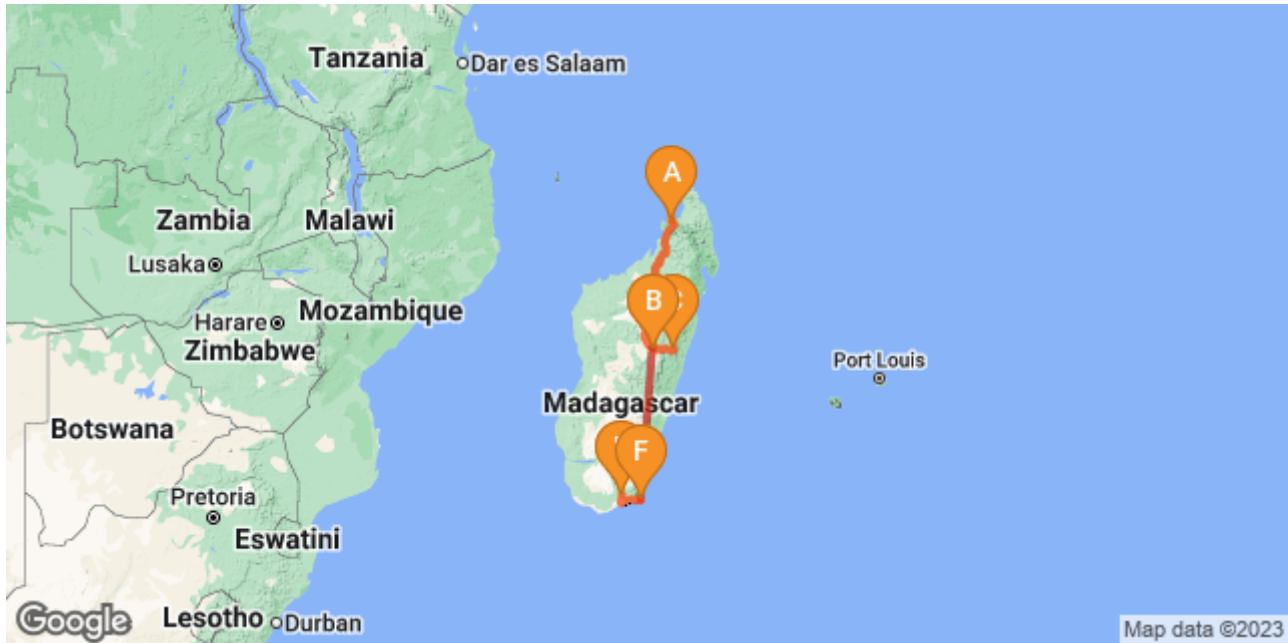 Tanzania
Dar es Salaam
A
Zambia
Malawi
Lusaka
Mozambique
B
Harare
Zimbabwe
Port Louis
Madagascar
Botswana
F
Pretoria
Eswatini
Lesotho
Durban
Google
Map data ©2023